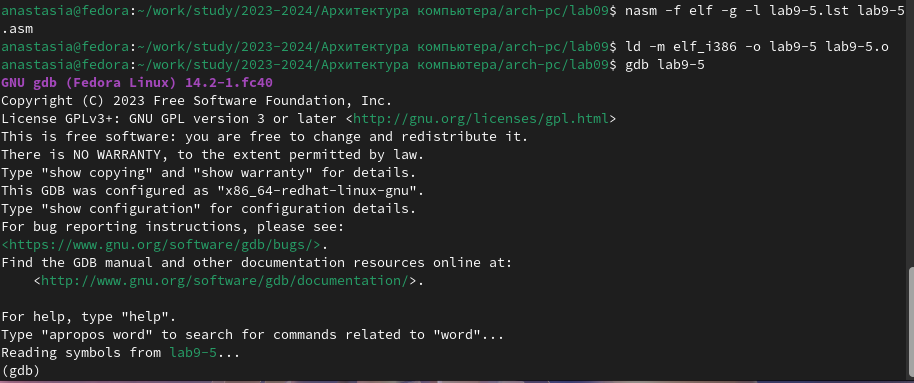 anastasia@fedora:~/work/study/2023-2024/Архитектура компьютера/arch-pc/lab09$ nasm -f elf -g -l lab9-5.lst lab9-5
.asm
anastasia@fedora:~/work/study/2023-2024/Архитектура компьютера/arch-pc/lab09$ ld -m elf_i386 -o lab9-5 lab9-5.o
anastasia@fedora:~/work/study/2023-2024/Архитектура компьютера/arch-pc/lab09$ gdb lab9-5
GNU gdb (Fedora Linux) 14.2-1.fc40
Copyright (C) 2023 Free Software Foundation, Inc.
License GPLv3+: GNU GPL version 3 or later <http://gnu.org/licenses/gpl.html>
This is free software: you are free to change and redistribute it.
There is NO WARRANTY, to the extent permitted by law.
Type "show copying" and "show warranty" for details.
This GDB was configured as "x86_64-redhat-linux-gnu".
Type "show configuration" for configuration details.
For bug reporting instructions, please see:
<https://www.gnu.org/software/gdb/bugs/>.
Find the GDB manual and other documentation resources online at:
    <http://www.gnu.org/software/gdb/documentation/>.

For help, type "help".
Type "apropos word" to search for commands related to "word"...
Reading symbols from lab9-5...
(gdb)